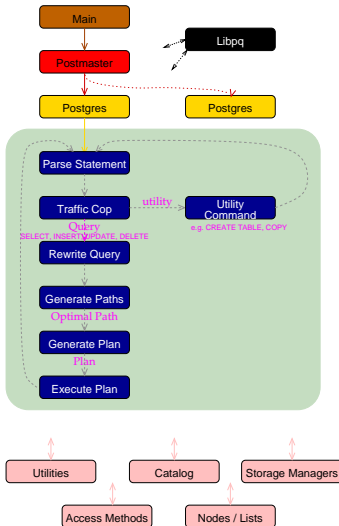 Main
Libpq
Postmaster
Postgres
Postgres
Parse Statement
utility
Traffic Cop
Utility
Command
Query
SELECT, INSERT, UPDATE, DELETE
e.g. CREATE TABLE, COPY
Rewrite Query
Generate Paths
Optimal Path
Generate Plan
Plan
Execute Plan
Utilities
Catalog
Storage Managers
Access Methods
Nodes / Lists